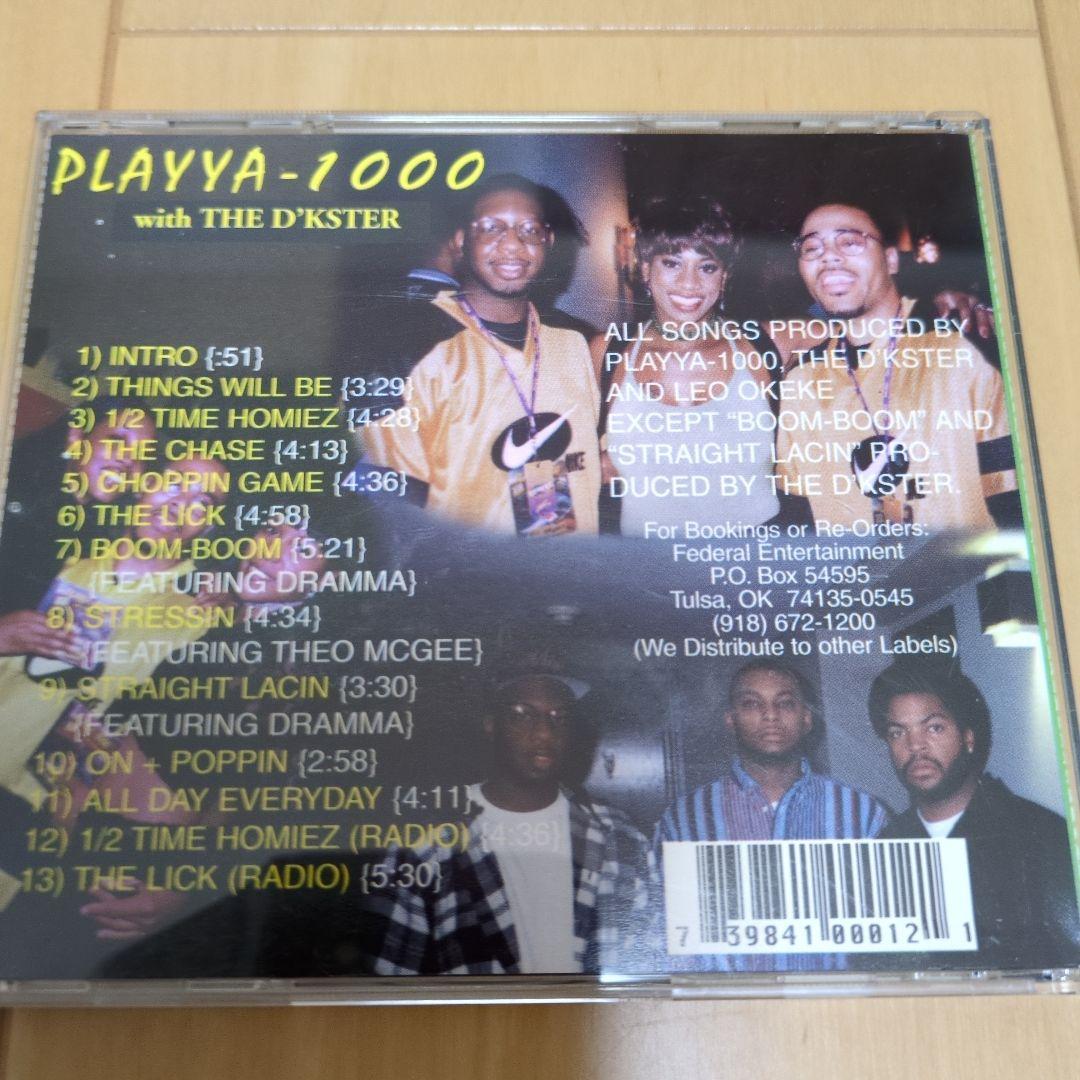 PLAYYA-1000
with THE D'KSTER
1) INTRO {:51}
2) THINGS WILL BE {3:29}
3) 1/2 TIME HOMIEZ {4:28}
4) THE CHASE {4:13}
5) CHOPPIN GAME {4:36}
6) THE LICK {4:58}
7) BOOM-BOOM {5:21}
{FEATURING DRAMMA}
8) STRESSIN {4:34}
{FEATURING THEO MCGEE}
9) STRAIGHT LACIN {3:30}
{FEATURING DRAMMA}
10) ON + POPPIN {2:58}
11) ALL DAY EVERYDAY {4:11}
12) 1/2 TIME HOMIEZ (RADIO) {4:36}
13) THE LICK (RADIO) {5:30}
ALL SONGS PRODUCED BY
PLAYYA-1000, THE D'KSTER
AND LEO OKEKE
EXCEPT "BOOM-BOOM" AND
"STRAIGHT LACIN" PRO-
DUCED BY THE D'KSTER.
For Bookings or Re-Orders:
Federal Entertainment
P.O. Box 54595
Tulsa, OK 74135-0545
(918) 672-1200
(We Distribute to other Labels)
7 39841 00012 1